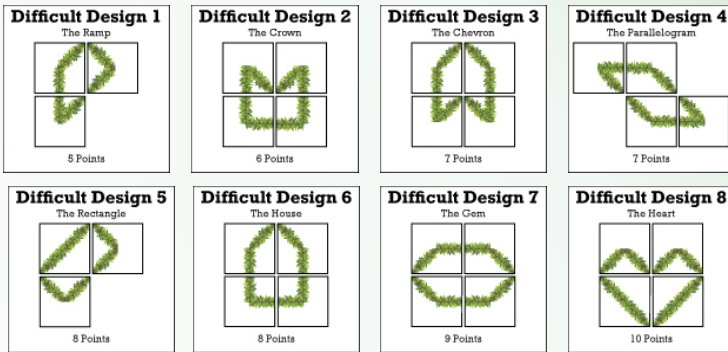 Difficult Design 1
The Ramp
5 Points
Difficult Design 2
The Crown
6 Points
Difficult Design 3
The Chevron
7 Points
Difficult Design 4
The Parallelogram
7 Points
Difficult Design 5
The Rectangle
8 Points
Difficult Design 6
The House
8 Points
Difficult Design 7
The Gem
9 Points
Difficult Design 8
The Heart
10 Points